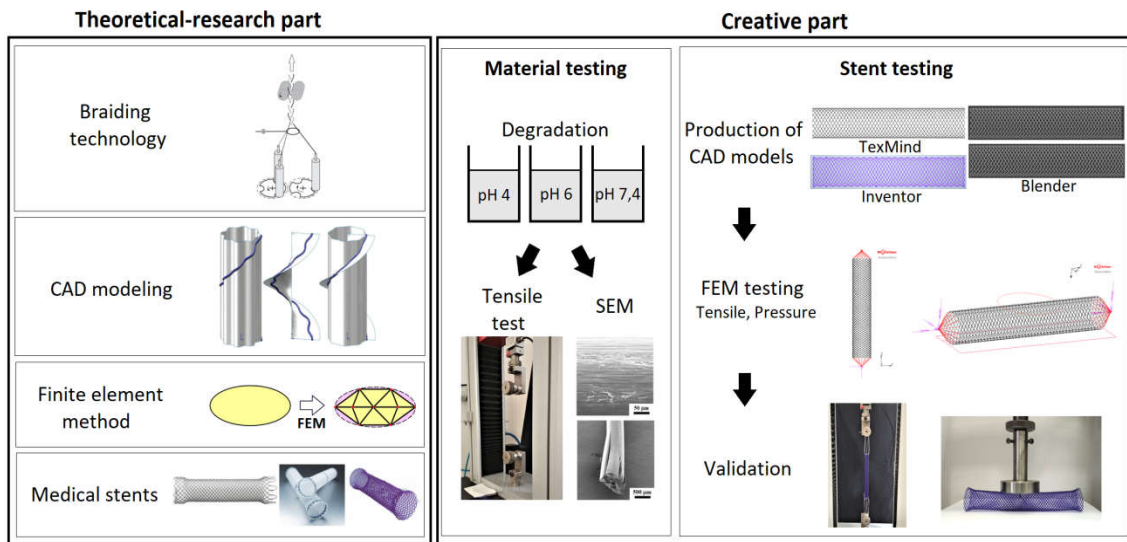 Theoretical-research part
Braiding
technology
CAD modeling
Finite element
method
FEM
Medical stents
Creative part
Material testing
Degradation
pH 4
pH 6
pH 7,4
Tensile
test
SEM
50 µm
500 µm
Stent testing
Production of
CAD models
TexMind
Inventor
Blender
FEM testing
Tensile, Pressure
Validation